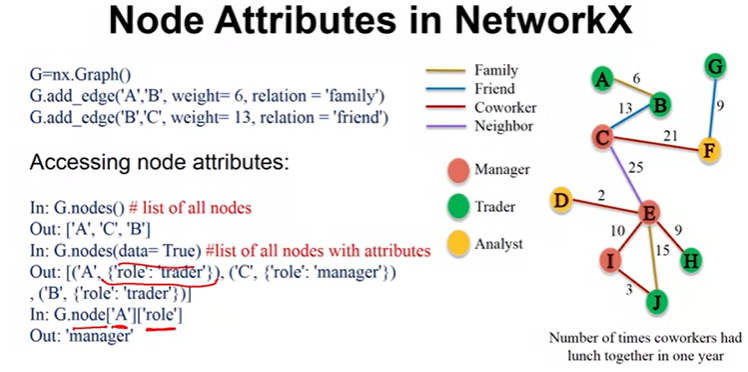 Node Attributes in NetworkX
G=nx.Graph()
G.add_edge('A','B', weight= 6, relation = 'family')
G.add_edge('B','C', weight= 13, relation = 'friend')
Accessing node attributes:
In: G.nodes() # list of all nodes
Out: ['A', 'C', 'B']
In: G.nodes(data= True) #list of all nodes with attributes
Out: [('A', {'role': 'trader'}), ('C', {'role': 'manager'})
, ('B', {'role': 'trader'})]
In: G.node['A']['role']
Out: 'manager'
Family
Friend
Coworker
Neighbor
Manager
Trader
Analyst
A
6
B
G
13
9
C
21
F
25
D
2
E
10
9
15
I
H
3
J
Number of times coworkers had
lunch together in one year